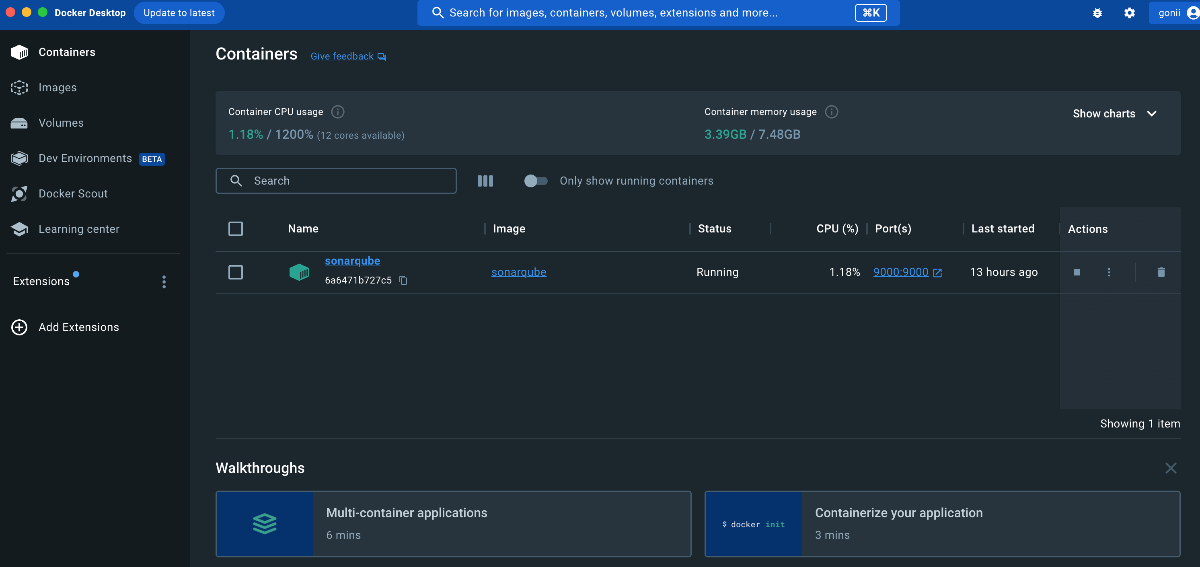 Docker Desktop Update to latest Search for images, containers, volumes, extensions and more... ⌘K gonii
Containers
Images
Volumes
Dev Environments BETA
Docker Scout
Learning center
Extensions
Add Extensions
Containers Give feedback
Container CPU usage
1.18% / 1200% (12 cores available)
Container memory usage
3.39GB / 7.48GB
Show charts
Search
Only show running containers
Name Image Status CPU (%) Port(s) Last started Actions
sonarqube
6a6471b727c5
sonarqube Running 1.18% 9000:9000 13 hours ago
Showing 1 item
Walkthroughs
Multi-container applications
6 mins
$ docker init
Containerize your application
3 mins